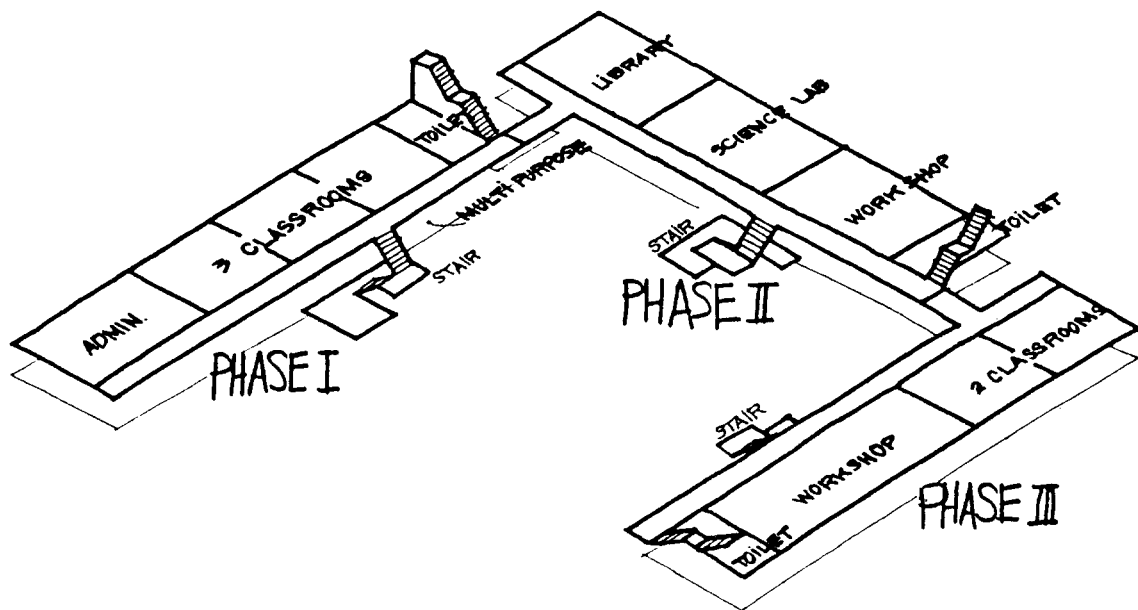 LIBRARY
SCIENCE LAB
WORK SHOP
TOILET
TOILET
3 CLASSROOMS
ADMIN.
MULTI PURPOSE
STAIR
PHASE I
STAIR
PHASE II
2 CLASSROOMS
STAIR
WORKSHOP
TOILET
PHASE III